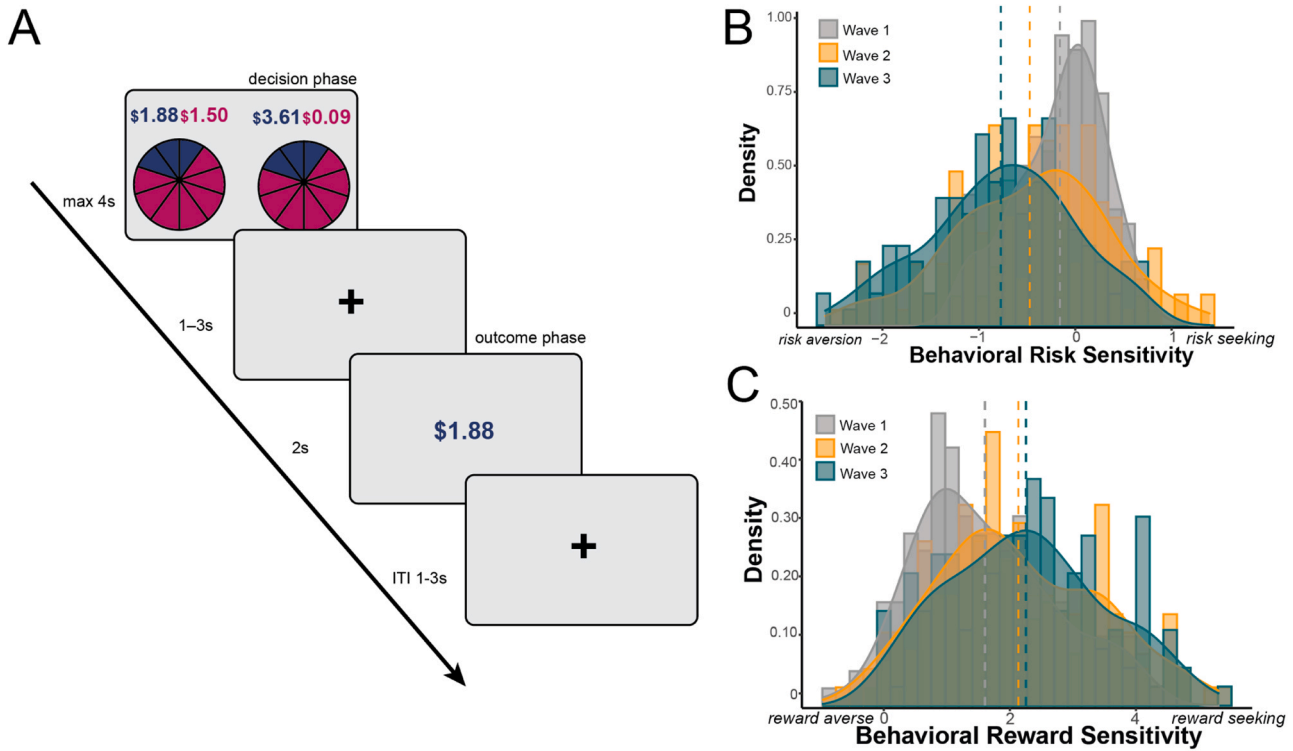 A
decision phase
$1.88 $1.50 $3.61 $0.09
max 4s
+
1–3s
outcome phase
2s
$1.88
+
ITI 1-3s
B
Wave 1
Wave 2
Wave 3
1.00
0.75
0.50
0.25
0
Density
risk aversion −2 −1 0 1 risk seeking
Behavioral Risk Sensitivity
C
Wave 1
Wave 2
Wave 3
0.50
0.40
0.30
0.20
0.10
0
Density
reward averse 0 2 4 reward seeking
Behavioral Reward Sensitivity